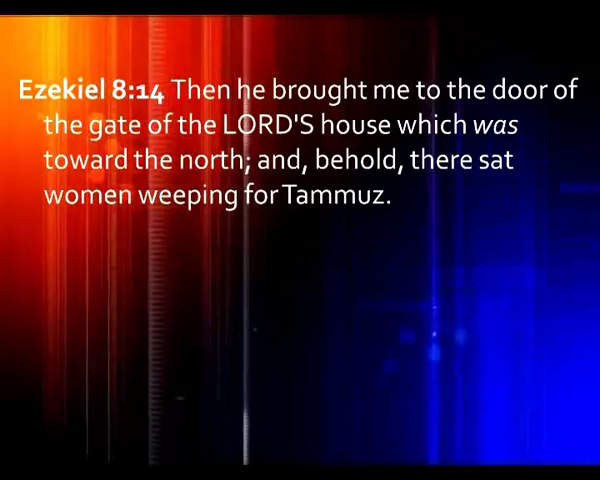 Ezekiel 8:14 Then he brought me to the door of
the gate of the LORD'S house which was
toward the north; and, behold, there sat
women weeping for Tammuz.